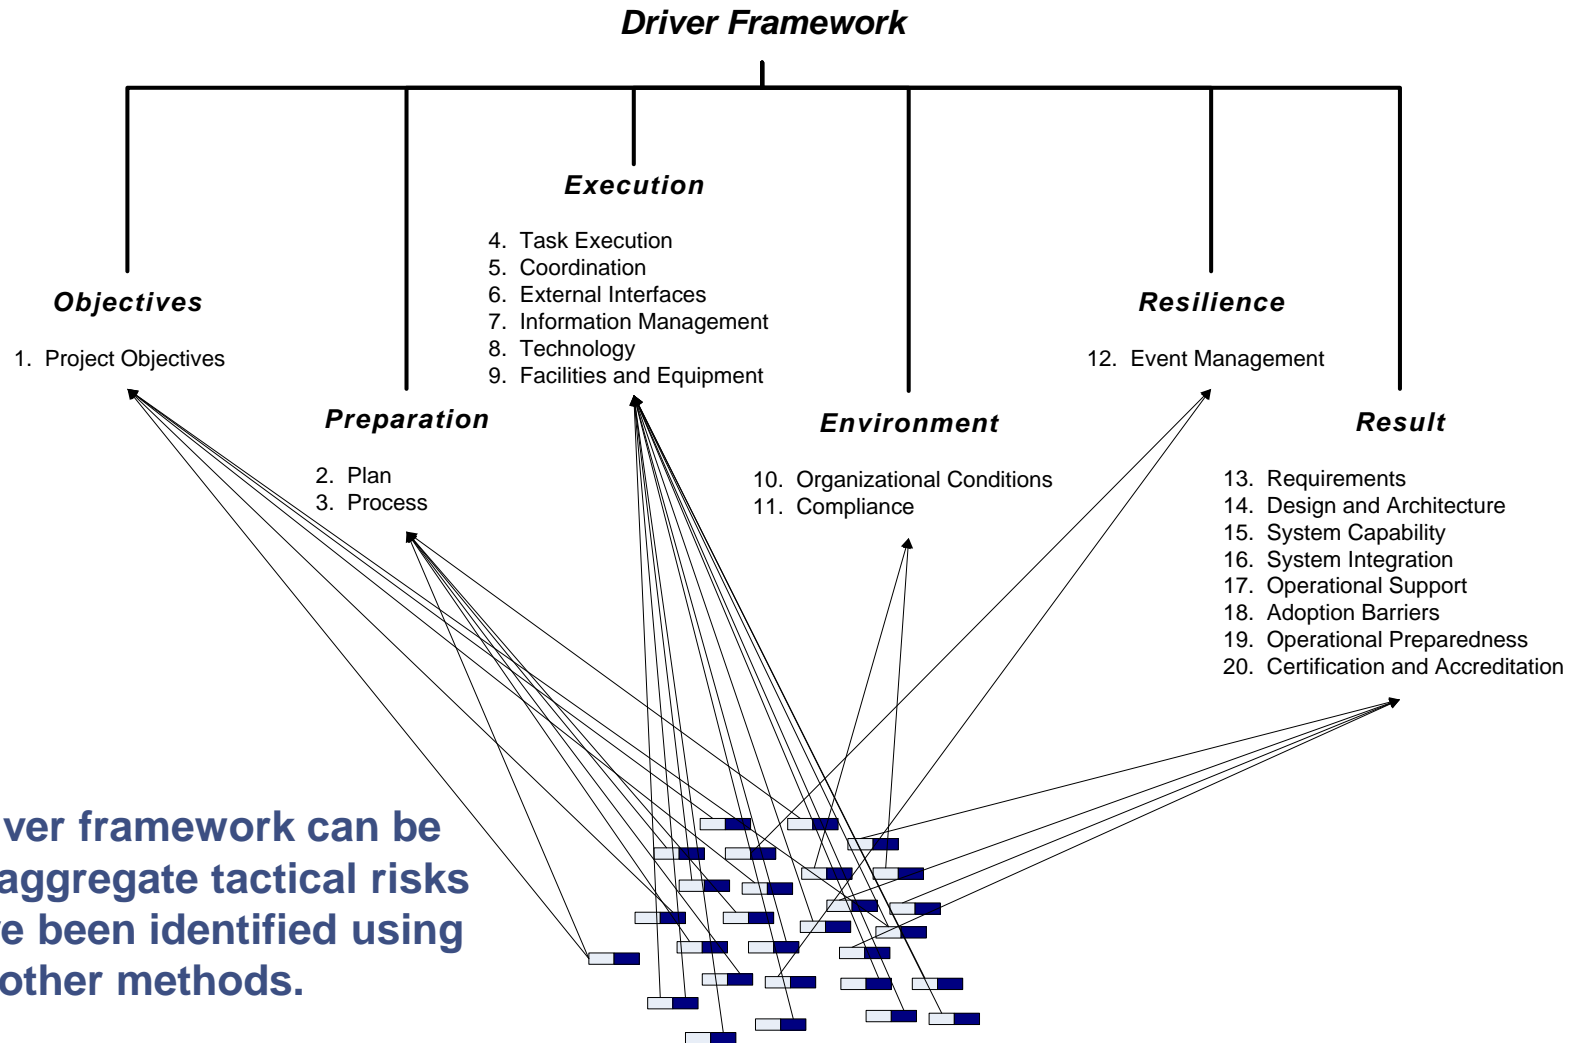 Driver Framework
Execution
4. Task Execution
5. Coordination
6. External Interfaces
7. Information Management
8. Technology
9. Facilities and Equipment
Objectives
1. Project Objectives
Resilience
12. Event Management
Preparation
2. Plan
3. Process
Environment
10. Organizational Conditions
11. Compliance
Result
13. Requirements
14. Design and Architecture
15. System Capability
16. System Integration
17. Operational Support
18. Adoption Barriers
19. Operational Preparedness
20. Certification and Accreditation
ver framework can be
aggregate tactical risks
e been identified using
other methods.